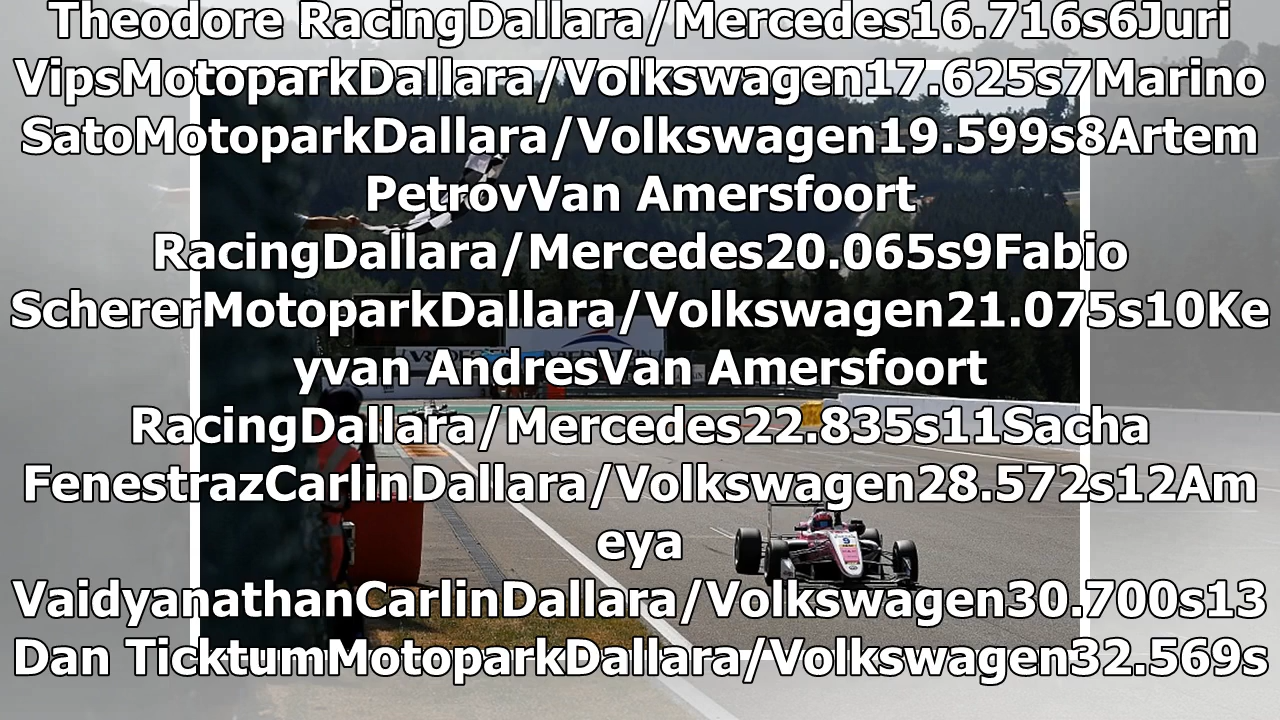 Theodore RacingDallara/Mercedes16.716s6Juri
VipsMotoparkDallara/Volkswagen17.625s7Marino
SatoMotoparkDallara/Volkswagen19.599s8Artem
PetrovVan Amersfoort
RacingDallara/Mercedes20.065s9Fabio
SchererMotoparkDallara/Volkswagen21.075s10Ke
yvan AndresVan Amersfoort
RacingDallara/Mercedes22.835s11Sacha
FenestrazCarlinDallara/Volkswagen28.572s12Am
eya
VaidyanathanCarlinDallara/Volkswagen30.700s13
Dan TicktumMotoparkDallara/Volkswagen32.569s
9